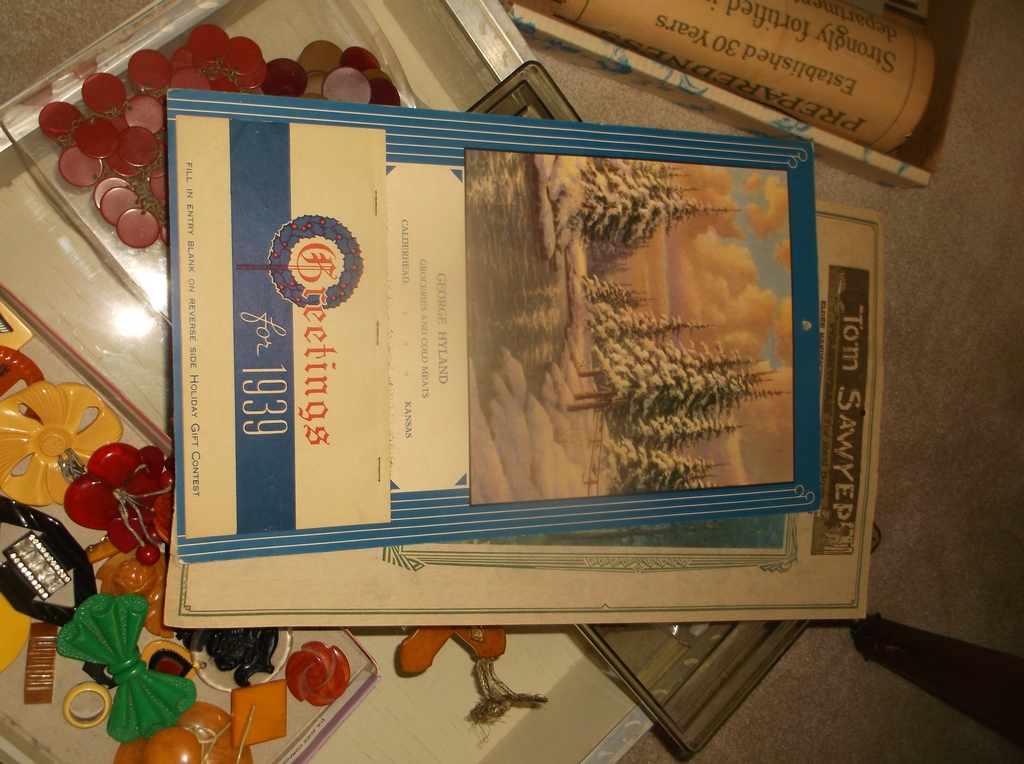 GEORGE HYLAND
GROCERIES AND COLD MEATS
CALDERHEAD, :: :: :: KANSAS
Greetings
for 1939
FILL IN ENTRY BLANK ON REVERSE SIDE HOLIDAY GIFT CONTEST
TOM SAWYER
PREPAREDNESS
Established 30 Years
Strongly fortified
department